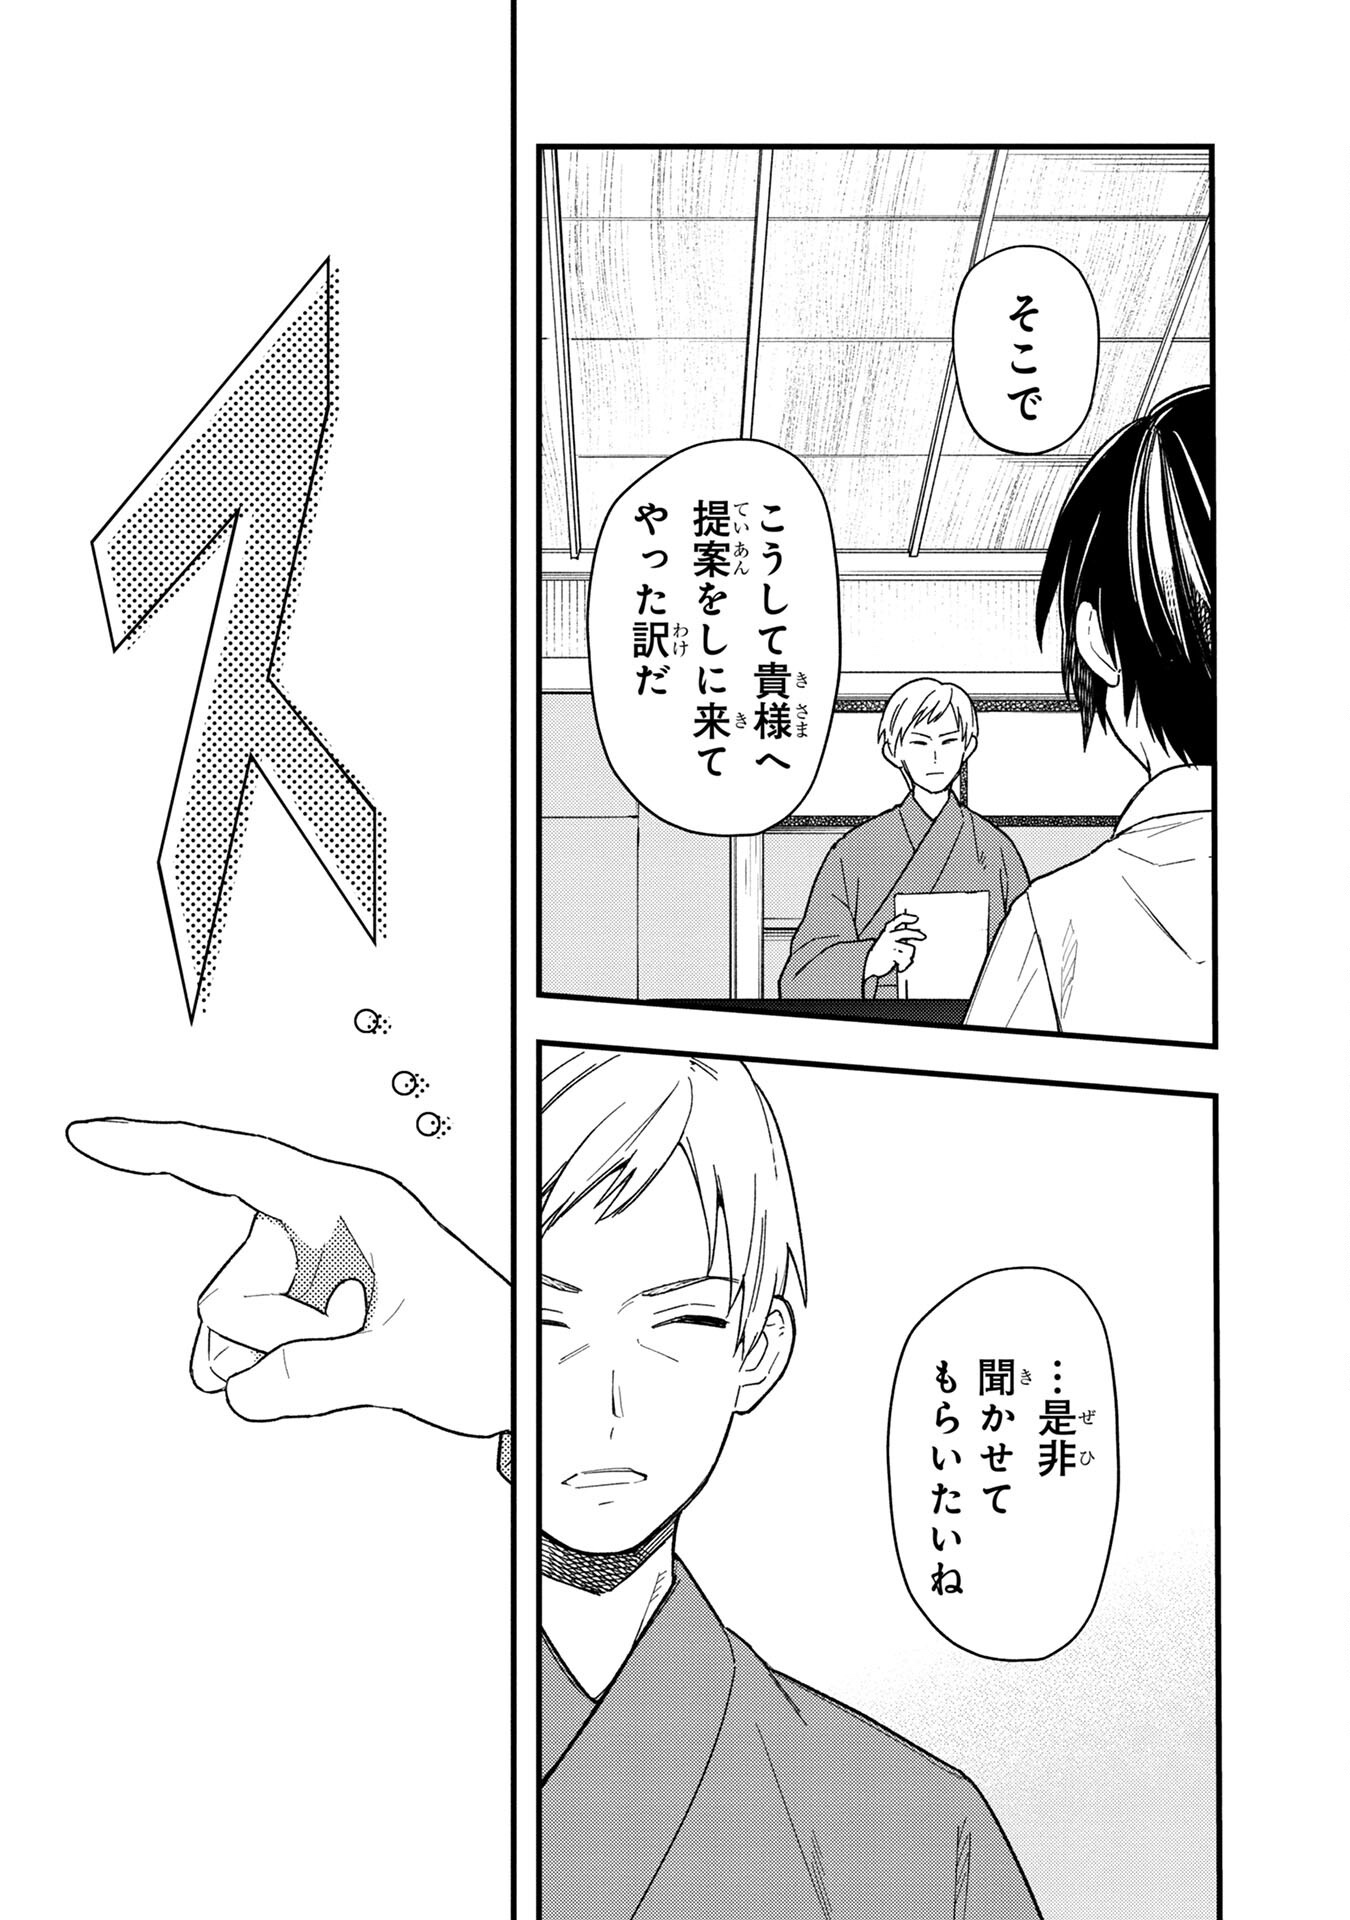 そこで
こうして貴様へ
提案をしに来て
やった訳だ
…是非
聞かせて
もらいたいね